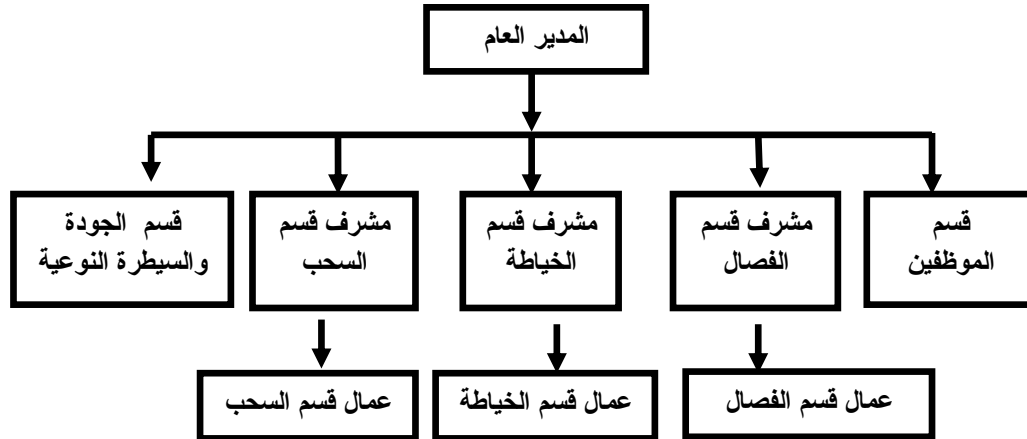 المدير العام
قسم
الموظفين
مشرف قسم
الفصال
مشرف قسم
الخياطة
مشرف قسم
السحب
قسم الجودة
والسيطرة النوعية
عمال قسم الفصال
عمال قسم الخياطة
عمال قسم السحب